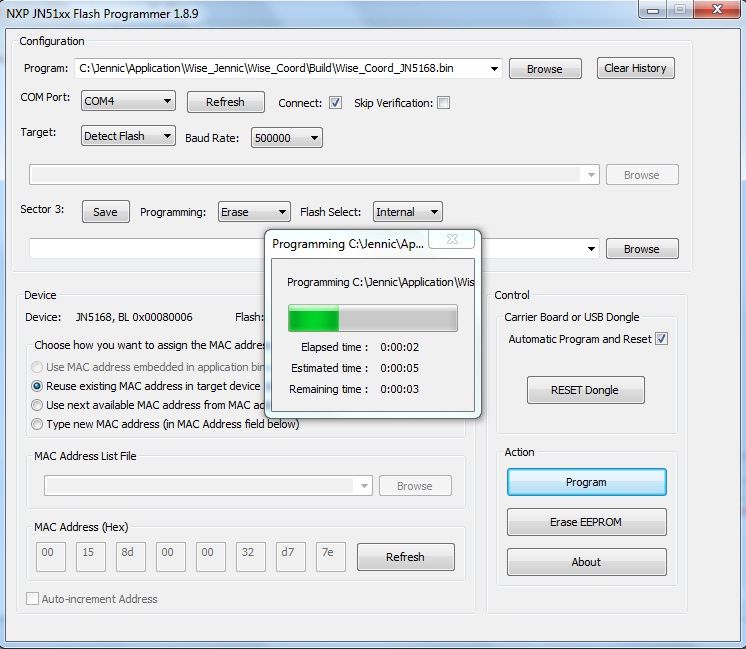 NXP JN51xx Flash Programmer 1.8.9
Configuration
Program: C:\Jennic\Application\Wise_Jennic\Wise_Coord\Build\Wise_Coord_JN5168.bin Browse Clear History
COM Port: COM4 Refresh Connect: Skip Verification:
Target: Detect Flash Baud Rate: 500000
Browse
Sector 3: Save Programming: Erase Flash Select: Internal
Browse
Programming C:\Jennic\Ap...
Programming C:\Jennic\Application\Wis
Elapsed time : 0:00:02
Estimated time : 0:00:05
Remaining time : 0:00:03
Device
Device: JN5168, BL 0x00080006 Flash:
Choose how you want to assign the MAC addre
Use MAC address embedded in application bin
Reuse existing MAC address in target device
Use next available MAC address from MAC ad
Type new MAC address (in MAC Address field below)
MAC Address List File
Browse
MAC Address (Hex)
00 15 8d 00 00 32 d7 7e Refresh
Auto-increment Address
Control
Carrier Board or USB Dongle
Automatic Program and Reset
RESET Dongle
Action
Program
Erase EEPROM
About